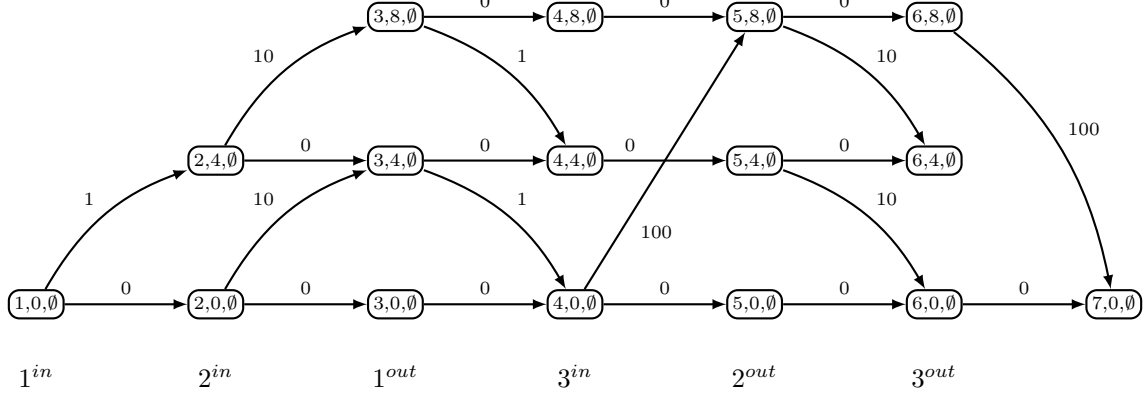 0 0 0
3,8,∅ 4,8,∅ 5,8,∅ 6,8,∅
10 1 10
100
0 0 0 0
2,4,∅ 3,4,∅ 4,4,∅ 5,4,∅ 6,4,∅
1 10 1 10
100
0 0 0 0 0 0
1,0,∅ 2,0,∅ 3,0,∅ 4,0,∅ 5,0,∅ 6,0,∅ 7,0,∅
1^in 2^in 1^out 3^in 2^out 3^out